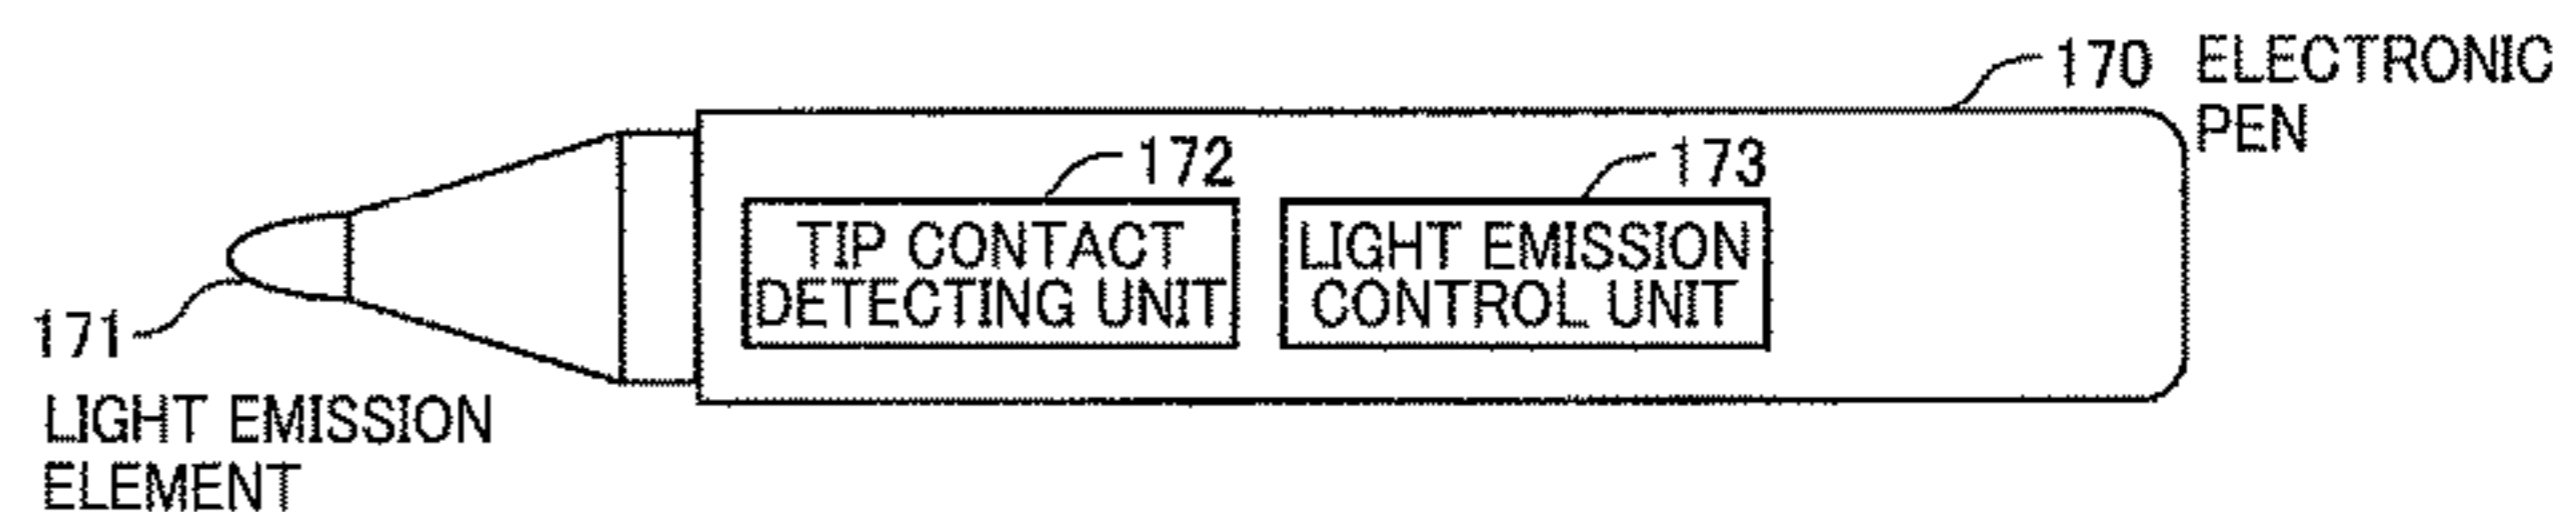 170 ELECTRONIC
PEN
172
173
TIP CONTACT
DETECTING UNIT
LIGHT EMISSION
CONTROL UNIT
171
LIGHT EMISSION
ELEMENT